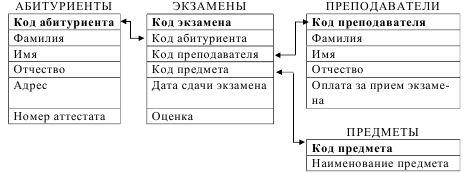 АБИТУРИЕНТЫ
Код абитуриента
Фамилия
Имя
Отчество
Адрес
Номер аттестата
ЭКЗАМЕНЫ
Код экзамена
Код абитуриента
Код преподавателя
Код предмета
Дата сдачи экзамена
Оценка
ПРЕПОДАВАТЕЛИ
Код преподавателя
Фамилия
Имя
Отчество
Оплата за прием экзаме-
на
ПРЕДМЕТЫ
Код предмета
Наименование предмета